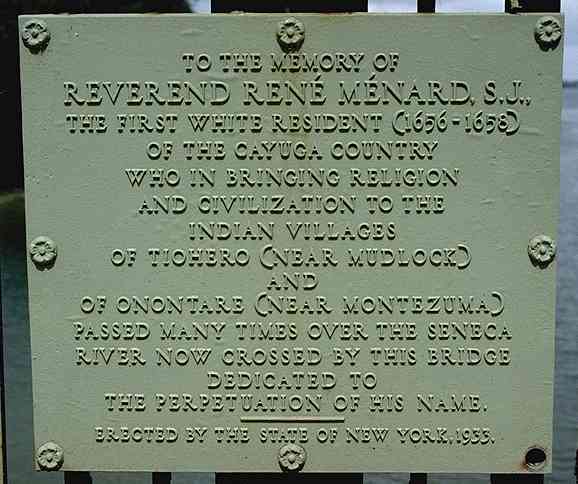 TO THE MEMORY OF
REVEREND RENÉ MÉNARD, S.J.,
THE FIRST WHITE RESIDENT (1656-1658)
OF THE CAYUGA COUNTRY
WHO IN BRINGING RELIGION
AND CIVILIZATION TO THE
INDIAN VILLAGES
OF TIOHERO (NEAR MUDLOCK)
AND
OF ONONTARE (NEAR MONTEZUMA)
PASSED MANY TIMES OVER THE SENECA
RIVER NOW CROSSED BY THIS BRIDGE
DEDICATED TO
THE PERPETUATION OF HIS NAME.
ERECTED BY THE STATE OF NEW YORK, 1933.